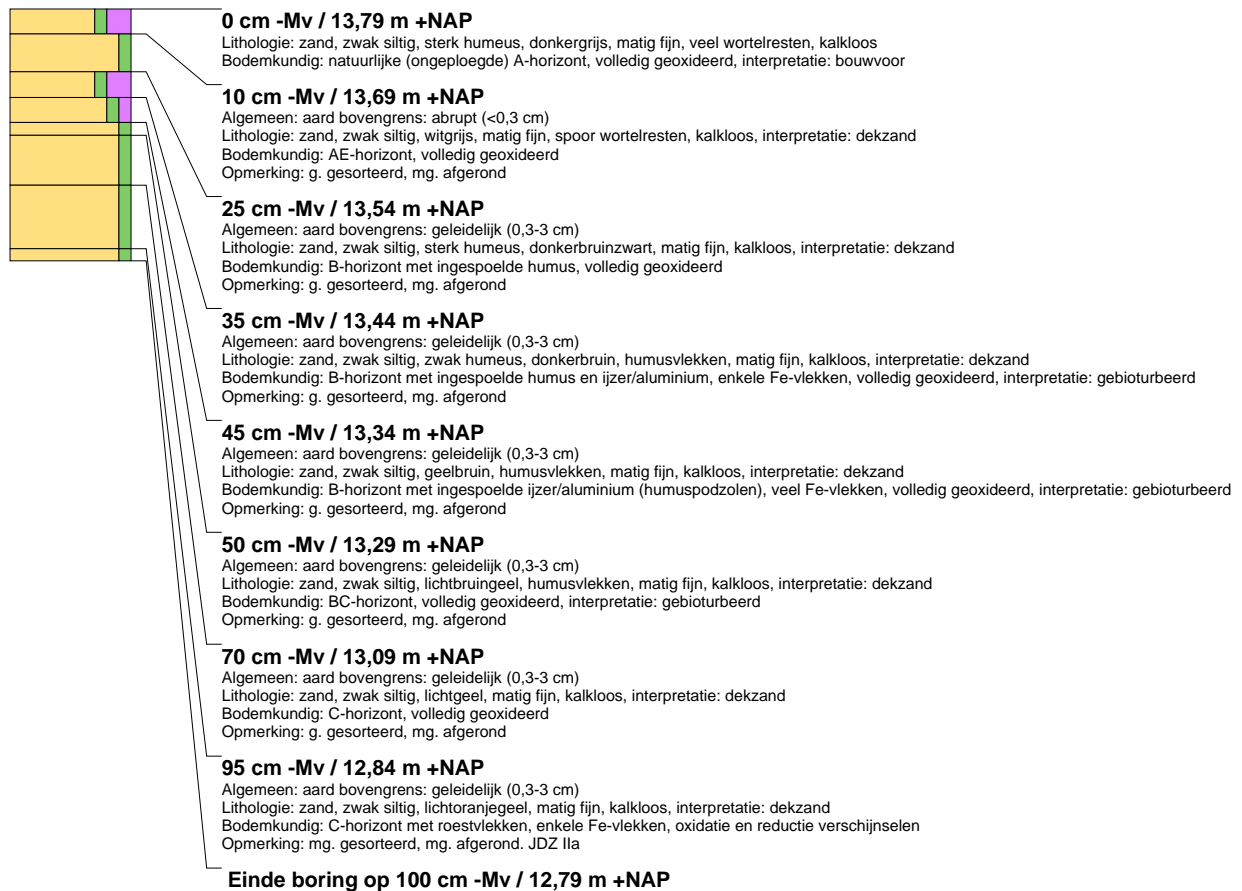 0 cm -Mv / 13,79 m +NAP
Lithologie: zand, zwak siltig, sterk humeus, donkergrijs, matig fijn, veel wortelresten, kalkloos
Bodemkundig: natuurlijke (ongeploegde) A-horizont, volledig geoxideerd, interpretatie: bouwvoor
10 cm -Mv / 13,69 m +NAP
Algemeen: aard bovengrens: abrupt (<0,3 cm)
Lithologie: zand, zwak siltig, witgrijs, matig fijn, spoor wortelresten, kalkloos, interpretatie: dekzand
Bodemkundig: AE-horizont, volledig geoxideerd
Opmerking: g. gesorteerd, mg. afgerond
25 cm -Mv / 13,54 m +NAP
Algemeen: aard bovengrens: geleidelijk (0,3-3 cm)
Lithologie: zand, zwak siltig, sterk humeus, donkerbruinzwart, matig fijn, kalkloos, interpretatie: dekzand
Bodemkundig: B-horizont met ingespoelde humus, volledig geoxideerd
Opmerking: g. gesorteerd, mg. afgerond
35 cm -Mv / 13,44 m +NAP
Algemeen: aard bovengrens: geleidelijk (0,3-3 cm)
Lithologie: zand, zwak siltig, zwak humeus, donkerbruin, humusvlekken, matig fijn, kalkloos, interpretatie: dekzand
Bodemkundig: B-horizont met ingespoelde humus en ijzer/aluminium, enkele Fe-vlekken, volledig geoxideerd, interpretatie: gebioturbeerd
Opmerking: g. gesorteerd, mg. afgerond
45 cm -Mv / 13,34 m +NAP
Algemeen: aard bovengrens: geleidelijk (0,3-3 cm)
Lithologie: zand, zwak siltig, geelbruin, humusvlekken, matig fijn, kalkloos, interpretatie: dekzand
Bodemkundig: B-horizont met ingespoelde ijzer/aluminium (humuspodzolen), veel Fe-vlekken, volledig geoxideerd, interpretatie: gebioturbeerd
Opmerking: g. gesorteerd, mg. afgerond
50 cm -Mv / 13,29 m +NAP
Algemeen: aard bovengrens: geleidelijk (0,3-3 cm)
Lithologie: zand, zwak siltig, lichtbruingeel, humusvlekken, matig fijn, kalkloos, interpretatie: dekzand
Bodemkundig: BC-horizont, volledig geoxideerd, interpretatie: gebioturbeerd
Opmerking: g. gesorteerd, mg. afgerond
70 cm -Mv / 13,09 m +NAP
Algemeen: aard bovengrens: geleidelijk (0,3-3 cm)
Lithologie: zand, zwak siltig, lichtgeel, matig fijn, kalkloos, interpretatie: dekzand
Bodemkundig: C-horizont, volledig geoxideerd
Opmerking: g. gesorteerd, mg. afgerond
95 cm -Mv / 12,84 m +NAP
Algemeen: aard bovengrens: geleidelijk (0,3-3 cm)
Lithologie: zand, zwak siltig, lichtoranjegeel, matig fijn, kalkloos, interpretatie: dekzand
Bodemkundig: C-horizont met roestvlekken, enkele Fe-vlekken, oxidatie en reductie verschijnselen
Opmerking: mg. gesorteerd, mg. afgerond. JDZ IIa
Einde boring op 100 cm -Mv / 12,79 m +NAP